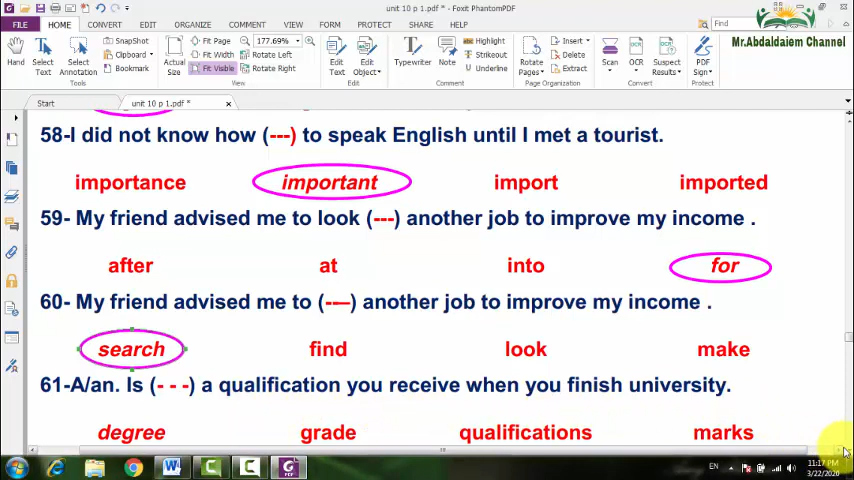 unit 10 p 1.pdf * - Foxit PhantomPDF
FILE HOME CONVERT EDIT ORGANIZE COMMENT VIEW FORM PROTECT SHARE HELP
Find
Mr.Abdaldaiem Channel
Hand
Select Text
Select Annotation
SnapShot
Clipboard
Bookmark
Tools
Actual Size
Fit Page
Fit Width
Fit Visible
177.69%
Rotate Left
Rotate Right
View
Edit Text
Edit Object
Edit
Typewriter
Note
Highlight
Strikeout
Underline
Comment
Rotate Pages
Insert
Delete
Extract
Page Organization
Scan
OCR
Suspect Results
Convert
PDF Sign
Protect
Start
unit 10 p 1.pdf *
58-I did not know how (---) to speak English until I met a tourist.
importance important import imported
59- My friend advised me to look (---) another job to improve my income .
after at into for
60- My friend advised me to (-----) another job to improve my income .
search find look make
61-A/an. Is (- - -) a qualification you receive when you finish university.
degree grade qualifications marks
EN
11:17 PM
3/22/2020